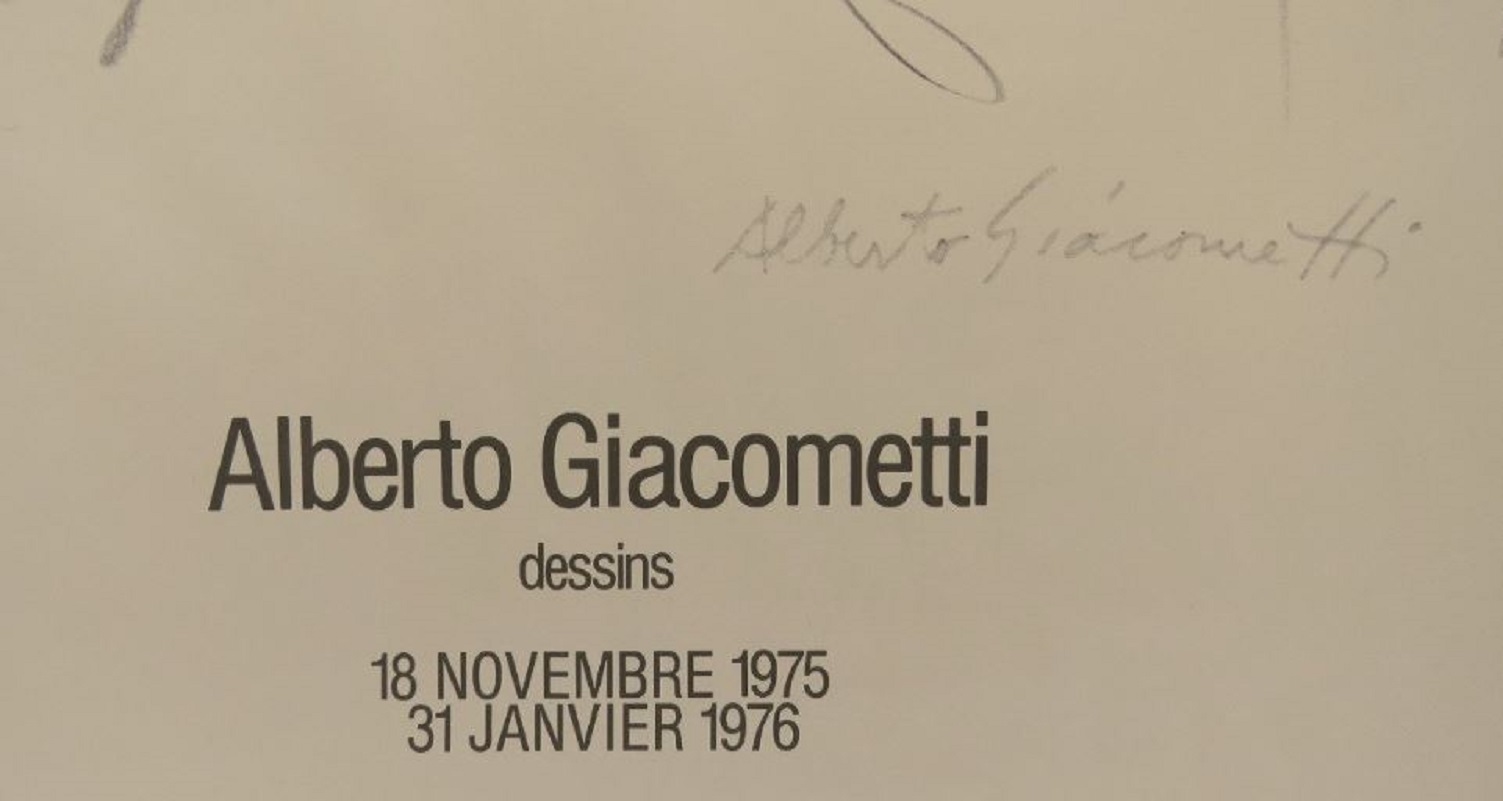 Alberto Giacometti
Alberto Giacometti
dessins
18 NOVEMBRE 1975
31 JANVIER 1976